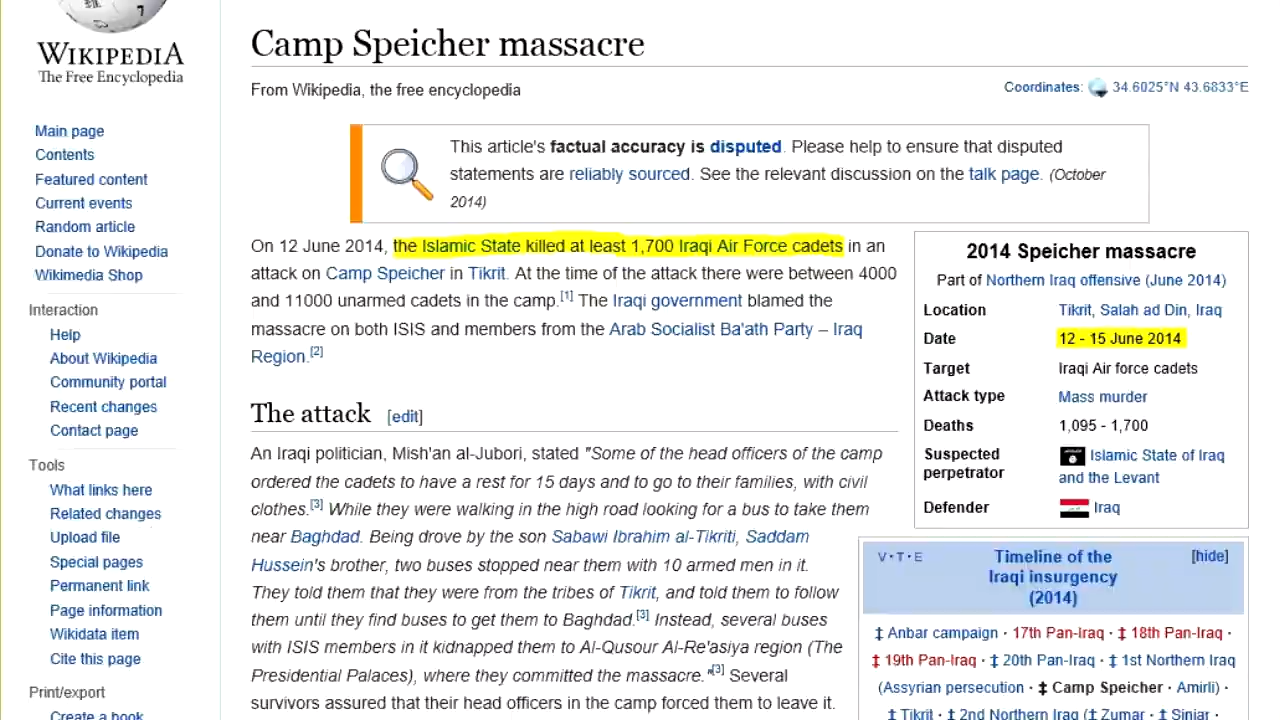 7
WIKIPEDIA
The Free Encyclopedia
Main page
Contents
Featured content
Current events
Random article
Donate to Wikipedia
Wikimedia Shop
Interaction
Help
About Wikipedia
Community portal
Recent changes
Contact page
Tools
What links here
Related changes
Upload file
Special pages
Permanent link
Page information
Wikidata item
Cite this page
Print/export
Create a book
Camp Speicher massacre
From Wikipedia, the free encyclopedia
Coordinates: 34.6025°N 43.6833°E
This article's factual accuracy is disputed. Please help to ensure that disputed
statements are reliably sourced. See the relevant discussion on the talk page. (October
2014)
On 12 June 2014, the Islamic State killed at least 1,700 Iraqi Air Force cadets in an
attack on Camp Speicher in Tikrit. At the time of the attack there were between 4000
and 11000 unarmed cadets in the camp.[1] The Iraqi government blamed the
massacre on both ISIS and members from the Arab Socialist Ba'ath Party – Iraq
Region.[2]
The attack [edit]
An Iraqi politician, Mish'an al-Jubori, stated "Some of the head officers of the camp
ordered the cadets to have a rest for 15 days and to go to their families, with civil
clothes.[3] While they were walking in the high road looking for a bus to take them
near Baghdad. Being drove by the son Sabawi Ibrahim al-Tikriti, Saddam
Hussein's brother, two buses stopped near them with 10 armed men in it.
They told them that they were from the tribes of Tikrit, and told them to follow
them until they find buses to get them to Baghdad.[3] Instead, several buses
with ISIS members in it kidnapped them to Al-Qusour Al-Re'asiya region (The
Presidential Palaces), where they committed the massacre."[3] Several
survivors assured that their head officers in the camp forced them to leave it.
2014 Speicher massacre
Part of Northern Iraq offensive (June 2014)
Location Tikrit, Salah ad Din, Iraq
Date 12 - 15 June 2014
Target Iraqi Air force cadets
Attack type Mass murder
Deaths 1,095 - 1,700
Suspected Islamic State of Iraq
perpetrator and the Levant
Defender Iraq
V · T · E Timeline of the [hide]
Iraqi insurgency
(2014)
‡ Anbar campaign · 17th Pan-Iraq · ‡ 18th Pan-Iraq ·
‡ 19th Pan-Iraq · ‡ 20th Pan-Iraq · ‡ 1st Northern Iraq
(Assyrian persecution · ‡ Camp Speicher · Amirli) ·
‡ Tikrit · ‡ 2nd Northern Iraq (‡ Zumar · ‡ Sinjar ·